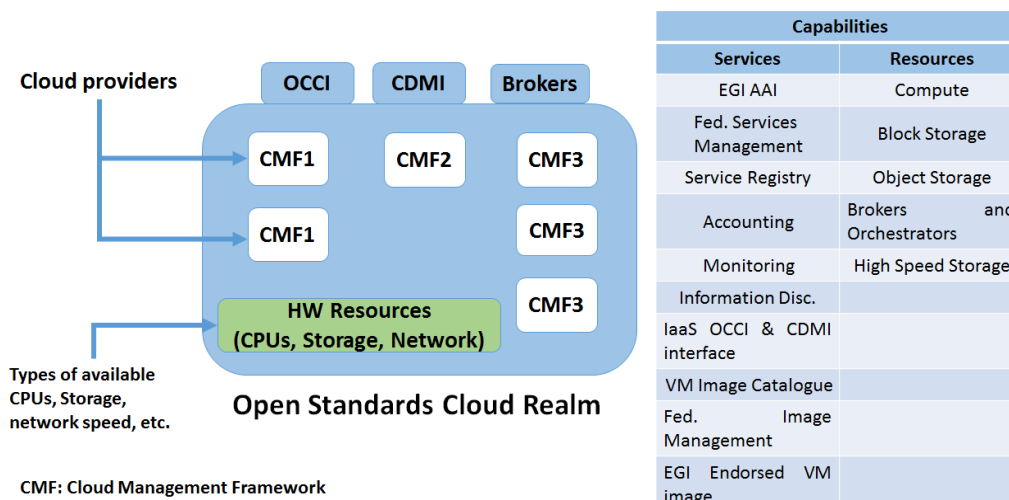 Cloud providers
OCCI
CDMI
Brokers
CMF1
CMF2
CMF3
CMF1
CMF3
CMF3
HW Resources
(CPUs, Storage, Network)
Types of available
CPUs, Storage,
network speed, etc.
Open Standards Cloud Realm
CMF: Cloud Management Framework
Capabilities
Services Resources
EGI AAI Compute
Fed. Services
Management
Block Storage
Service Registry Object Storage
Accounting
Brokers and
Orchestrators
Monitoring High Speed Storage
Information Disc.
IaaS OCCI & CDMI
interface
VM Image Catalogue
Fed. Image
Management
EGI Endorsed VM
image